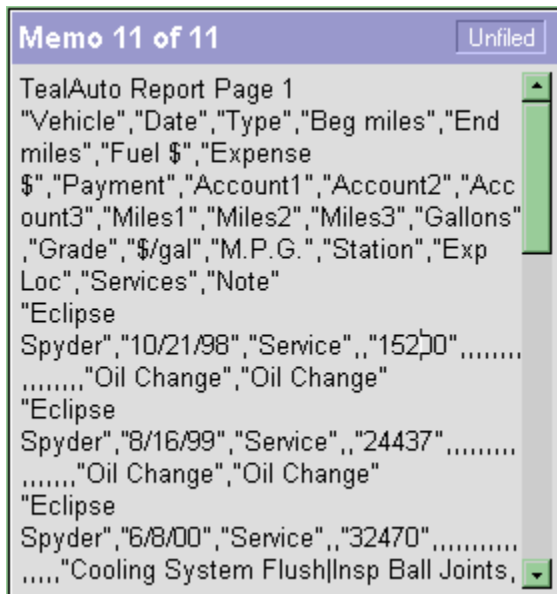 Memo 11 of 11
Unfiled
TealAuto Report Page 1
"Vehicle","Date","Type","Beg miles","End
miles","Fuel $","Expense
$","Payment","Account1","Account2","Acc
ount3","Miles1","Miles2","Miles3","Gallons"
,"Grade","$/gal","M.P.G.","Station","Exp
Loc","Services","Note"
"Eclipse
Spyder","10/21/98","Service",,"15200",,,,,,,,
,,,,,,,,"Oil Change","Oil Change"
"Eclipse
Spyder","8/16/99","Service",,"24437",,,,,,,,,
,,,,,,,"Oil Change","Oil Change"
"Eclipse
Spyder","6/8/00","Service",,"32470",,,,,,,,,,,
,,,,,"Cooling System Flush|Insp Ball Joints,